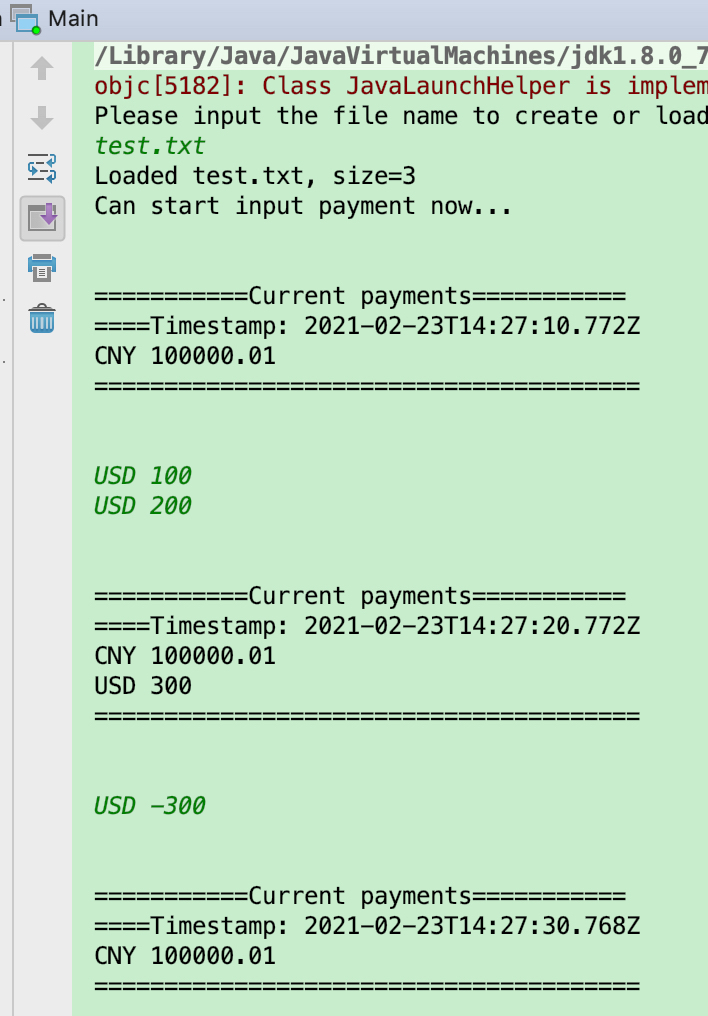 Main
/Library/Java/JavaVirtualMachines/jdk1.8.0_7
objc[5182]: Class JavaLaunchHelper is implem
Please input the file name to create or load
test.txt
Loaded test.txt, size=3
Can start input payment now...
===========Current payments===========
====Timestamp: 2021-02-23T14:27:10.772Z
CNY 100000.01
=======================================
USD 100
USD 200
===========Current payments===========
====Timestamp: 2021-02-23T14:27:20.772Z
CNY 100000.01
USD 300
=======================================
USD -300
===========Current payments===========
====Timestamp: 2021-02-23T14:27:30.768Z
CNY 100000.01
=======================================